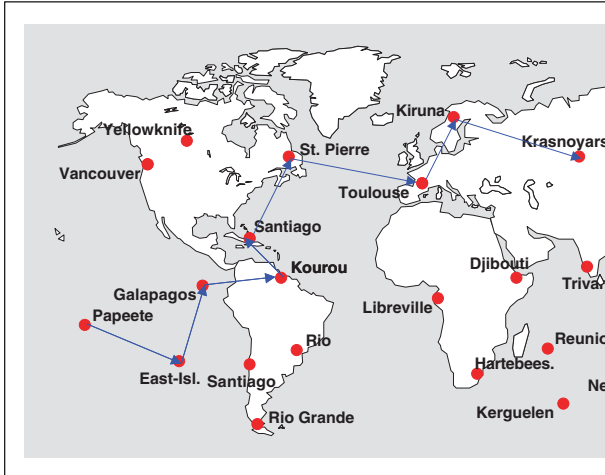 Kiruna
Yellowknife
Krasnoyars
St. Pierre
Vancouver
Toulouse
Santiago
Djibouti
Kourou
Trivan
Galapagos
Libreville
Papeete
Rio
Reunio
East-Isl.
Santiago
Hartebees.
Ne
Rio Grande
Kerguelen